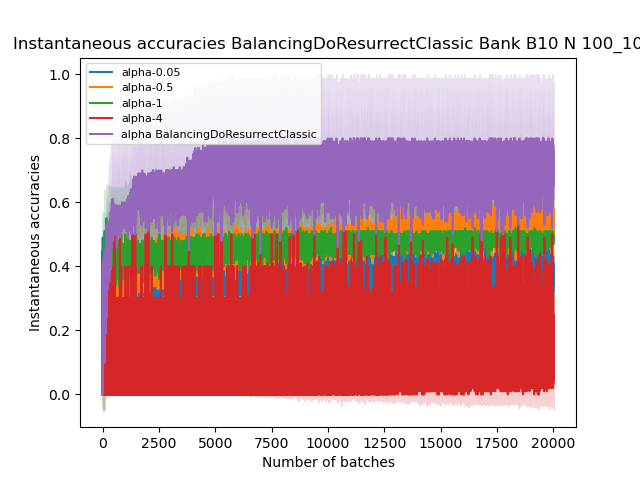 Instantaneous accuracies BalancingDoResurrectClassic Bank B10 N 100_10
1.0
0.8
0.6
0.4
0.2
0.0
Instantaneous accuracies
alpha-0.05
alpha-0.5
alpha-1
alpha-4
alpha BalancingDoResurrectClassic
0 2500 5000 7500 10000 12500 15000 17500 20000
Number of batches